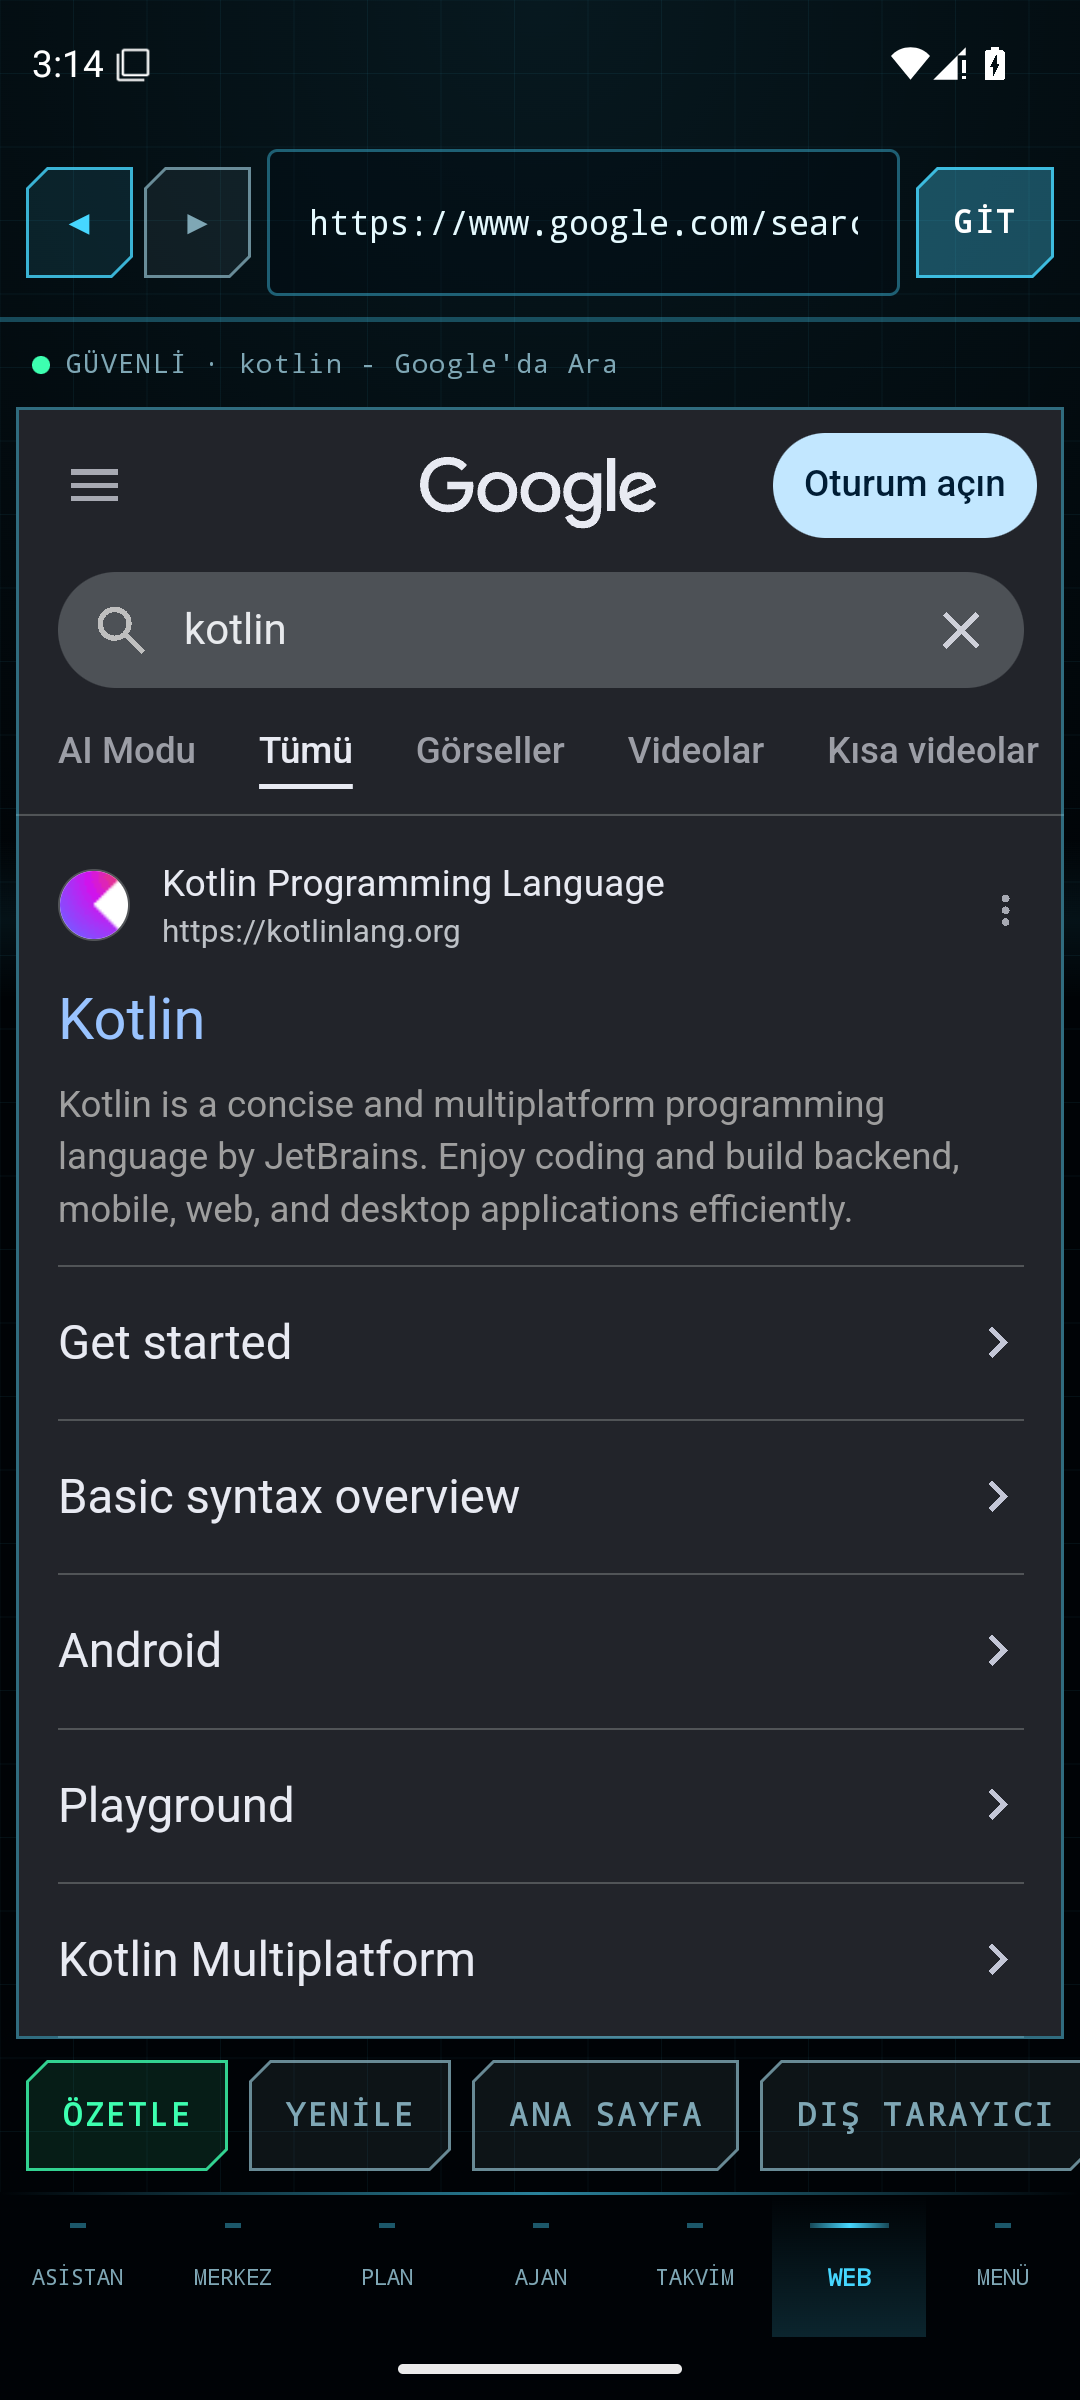 3:14
◄
►
https://www.google.com/searc
GİT
GÜVENLİ · kotlin - Google'da Ara
Google
Oturum açın
kotlin
AI Modu
Tümü
Görseller
Videolar
Kısa videolar
Kotlin Programming Language
https://kotlinlang.org
Kotlin
Kotlin is a concise and multiplatform programming
language by JetBrains. Enjoy coding and build backend,
mobile, web, and desktop applications efficiently.
Get started
Basic syntax overview
Android
Playground
Kotlin Multiplatform
ÖZETLE
YENİLE
ANA SAYFA
DIŞ TARAYICI
ASİSTAN
MERKEZ
PLAN
AJAN
TAKVİM
WEB
MENÜ